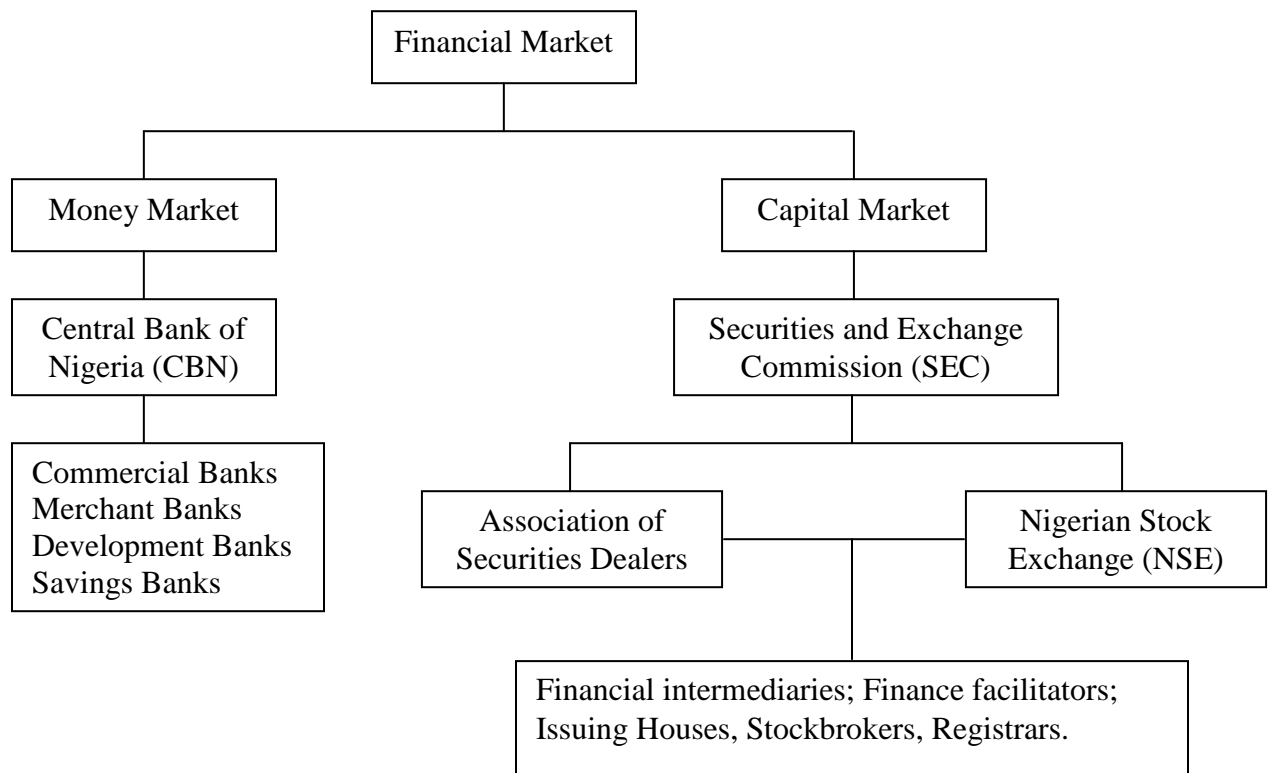 Financial Market
Money Market
Capital Market
Central Bank of
Nigeria (CBN)
Securities and Exchange
Commission (SEC)
Commercial Banks
Merchant Banks
Development Banks
Savings Banks
Association of
Securities Dealers
Nigerian Stock
Exchange (NSE)
Financial intermediaries; Finance facilitators;
Issuing Houses, Stockbrokers, Registrars.